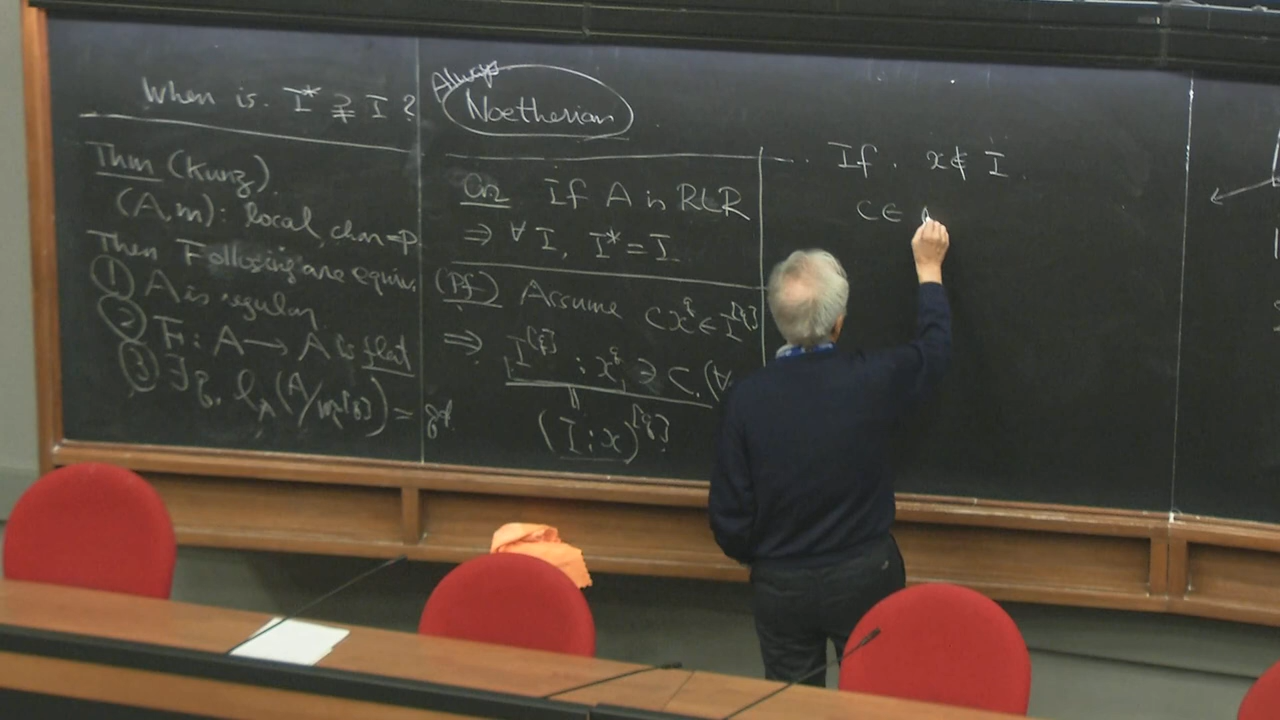 When is I* ⊋ I ?
Thm (Kunz)
(A, m): local, char = p
Then Following are equiv.
① A is regular
② F: A → A is flat
③ ∃ q, l_A(A/m^[q]) = q^d
Always
Noetherian
Cor If A is RLR
⇒ ∀ I, I* = I
(Pf) Assume c x^q ∈ I^[q]
⇒ I^[q] : x^q ∋ c. (∀
||
(I : x)^[q]
If x ∉ I
c ∈